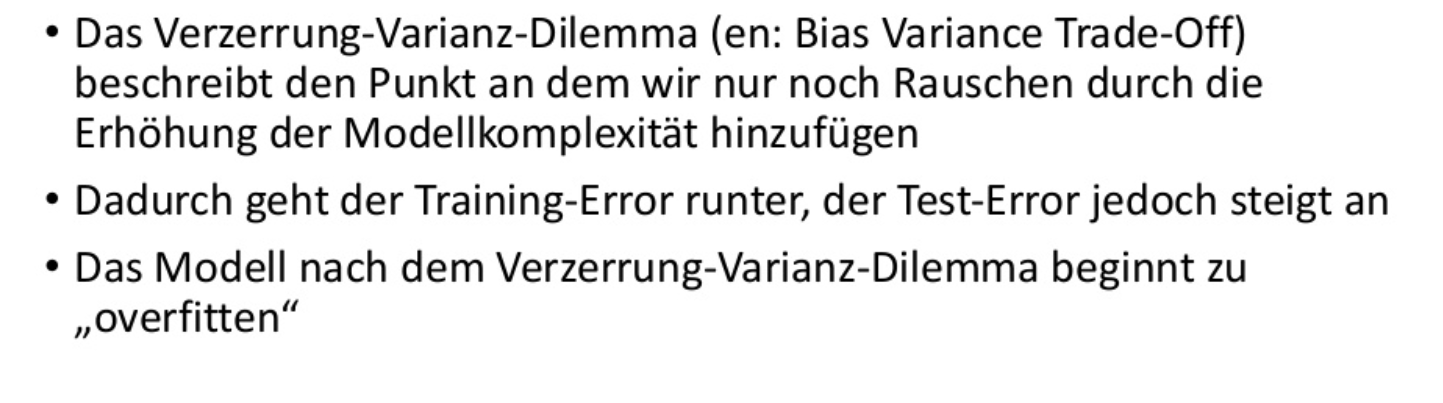 • Das Verzerrung-Varianz-Dilemma (en: Bias Variance Trade-Off)
beschreibt den Punkt an dem wir nur noch Rauschen durch die
Erhöhung der Modellkomplexität hinzufügen
• Dadurch geht der Training-Error runter, der Test-Error jedoch steigt an
• Das Modell nach dem Verzerrung-Varianz-Dilemma beginnt zu
„overfitten“